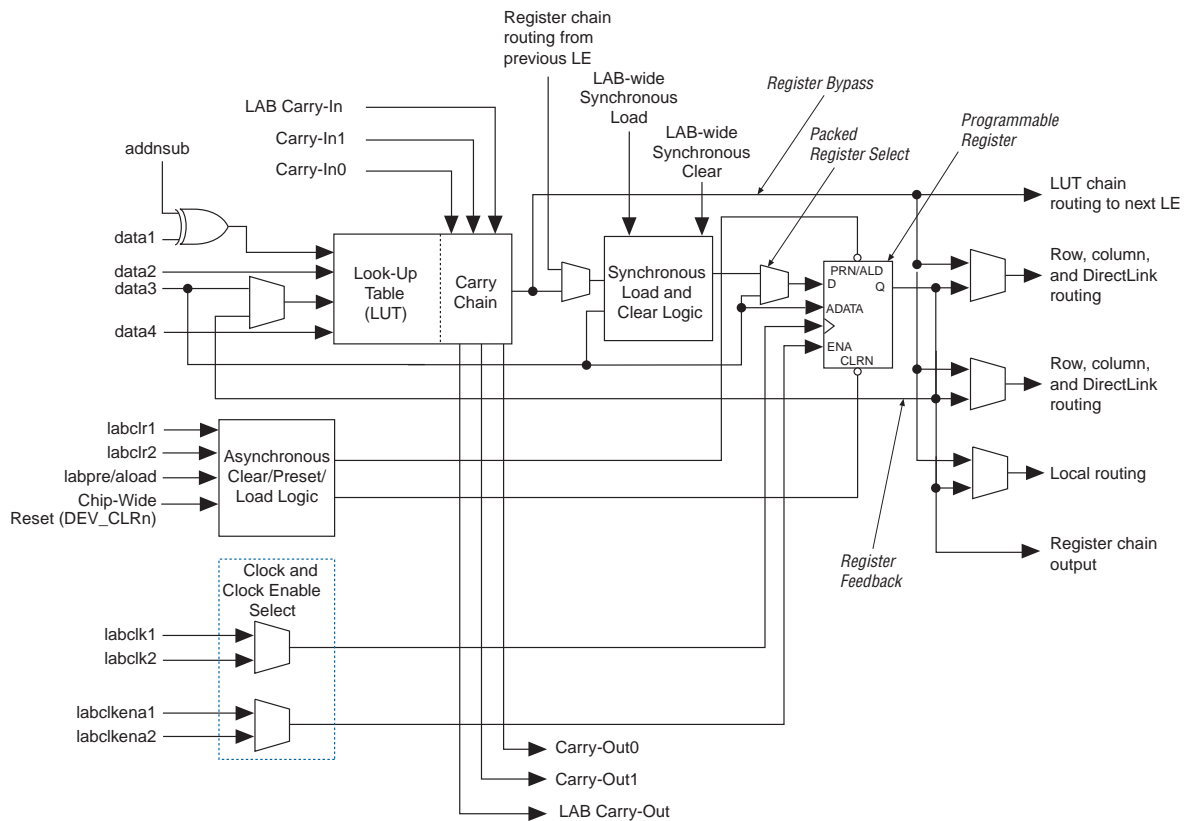 Register chain
routing from
previous LE
LAB-wide
Synchronous
Load
Register Bypass
LAB Carry-In
LAB-wide
Synchronous
Clear
Packed
Register Select
Programmable
Register
Carry-In1
addnsub
Carry-In0
LUT chain
routing to next LE
data1
data2
data3
data4
Look-Up
Table
(LUT)
Carry
Chain
Synchronous
Load and
Clear Logic
PRN/ALD
D
Q
ADATA
ENA
CLRN
Row, column,
and DirectLink
routing
Row, column,
and DirectLink
routing
labclr1
labclr2
labpre/aload
Chip-Wide
Reset (DEV_CLRn)
Asynchronous
Clear/Preset/
Load Logic
Local routing
Register chain
output
Register
Feedback
Clock and
Clock Enable
Select
labclk1
labclk2
labclkena1
labclkena2
Carry-Out0
Carry-Out1
LAB Carry-Out